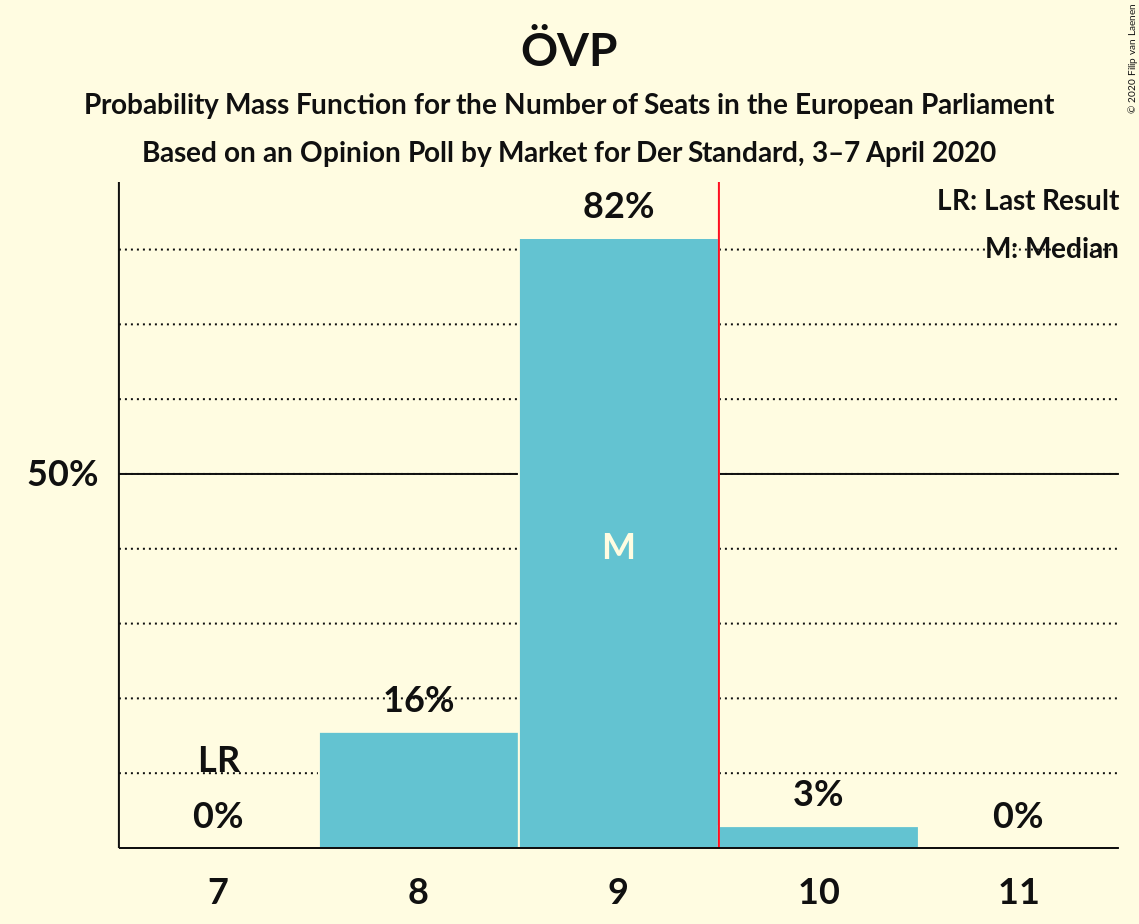 ÖVP
Probability Mass Function for the Number of Seats in the European Parliament
Based on an Opinion Poll by Market for Der Standard, 3–7 April 2020
© 2020 Filip van Laenen
LR: Last Result
M: Median
82%
50%
M
16%
LR
3%
0%
0%
7 8 9 10 11